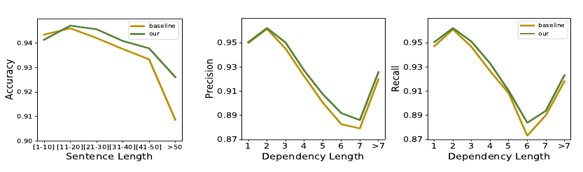 baseline
our
Accuracy
0.94
0.93
0.92
0.91
0.90
[1-10] [11-20] [21-30] [31-40] [41-50] >50
Sentence Length
Precision
0.95
0.93
0.91
0.89
0.87
1 2 3 4 5 6 7 >7
Dependency Length
baseline
our
Recall
0.95
0.93
0.91
0.89
0.87
1 2 3 4 5 6 7 >7
Dependency Length